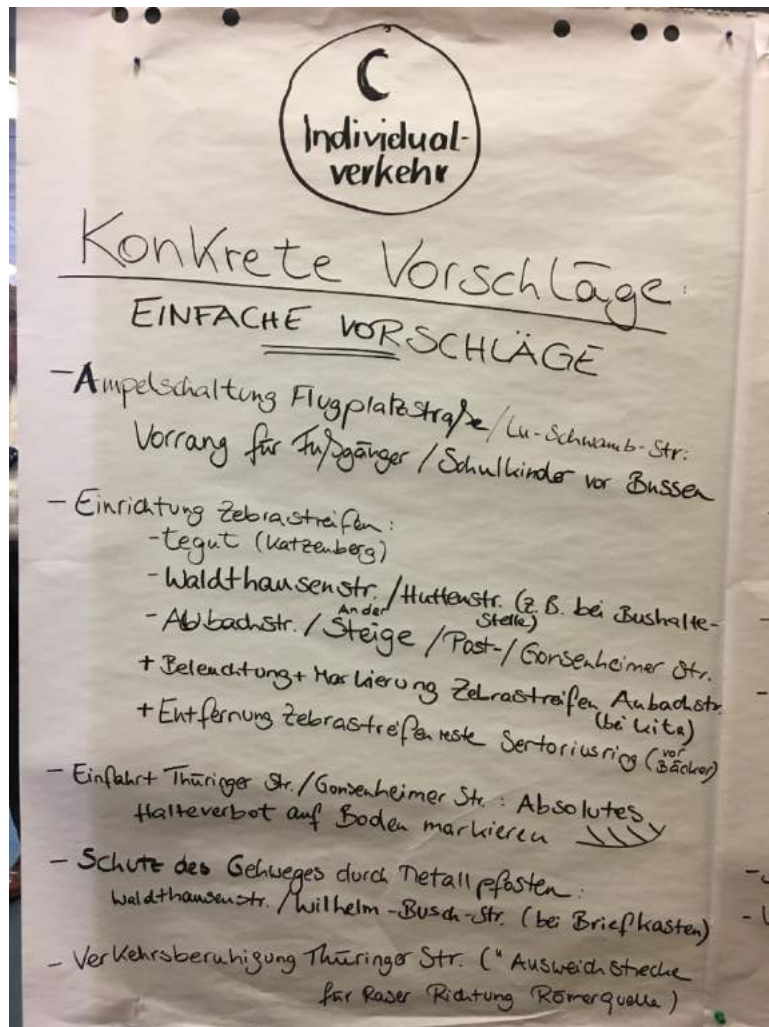 C
Individual-
verkehr
Konkrete Vorschläge:
EINFACHE VORSCHLÄGE
- Ampelschaltung Flugplatzstraße/Lu-Schwamb-Str:
Vorrang für Fußgänger / Schulkinder vor Bussen
- Einrichtung Zebrastreifen:
- tegut (Katzenberg)
- Waldthausenstr./Huttenstr. (z.B. bei Bushalte-
stelle)
- Aubachstr./An der Steige /Post-/Gonsenheimer Str.
+ Beleuchtung + Markierung Zebrastreifen Aubachstr.
(bei Kita)
+ Entfernung Zebrastreifenreste Sertoriusring (vor Bäcker)
- Einfahrt Thüringer Str./Gonsenheimer Str.: Absolutes
Halteverbot auf Boden markieren
- Schutz des Gehweges durch Metallpfosten:
Waldthausenstr./Wilhelm-Busch-Str. (bei Briefkasten)
- Verkehrsberuhigung Thüringer Str. ("Ausweichstrecke
für Raser Richtung Römerquelle)